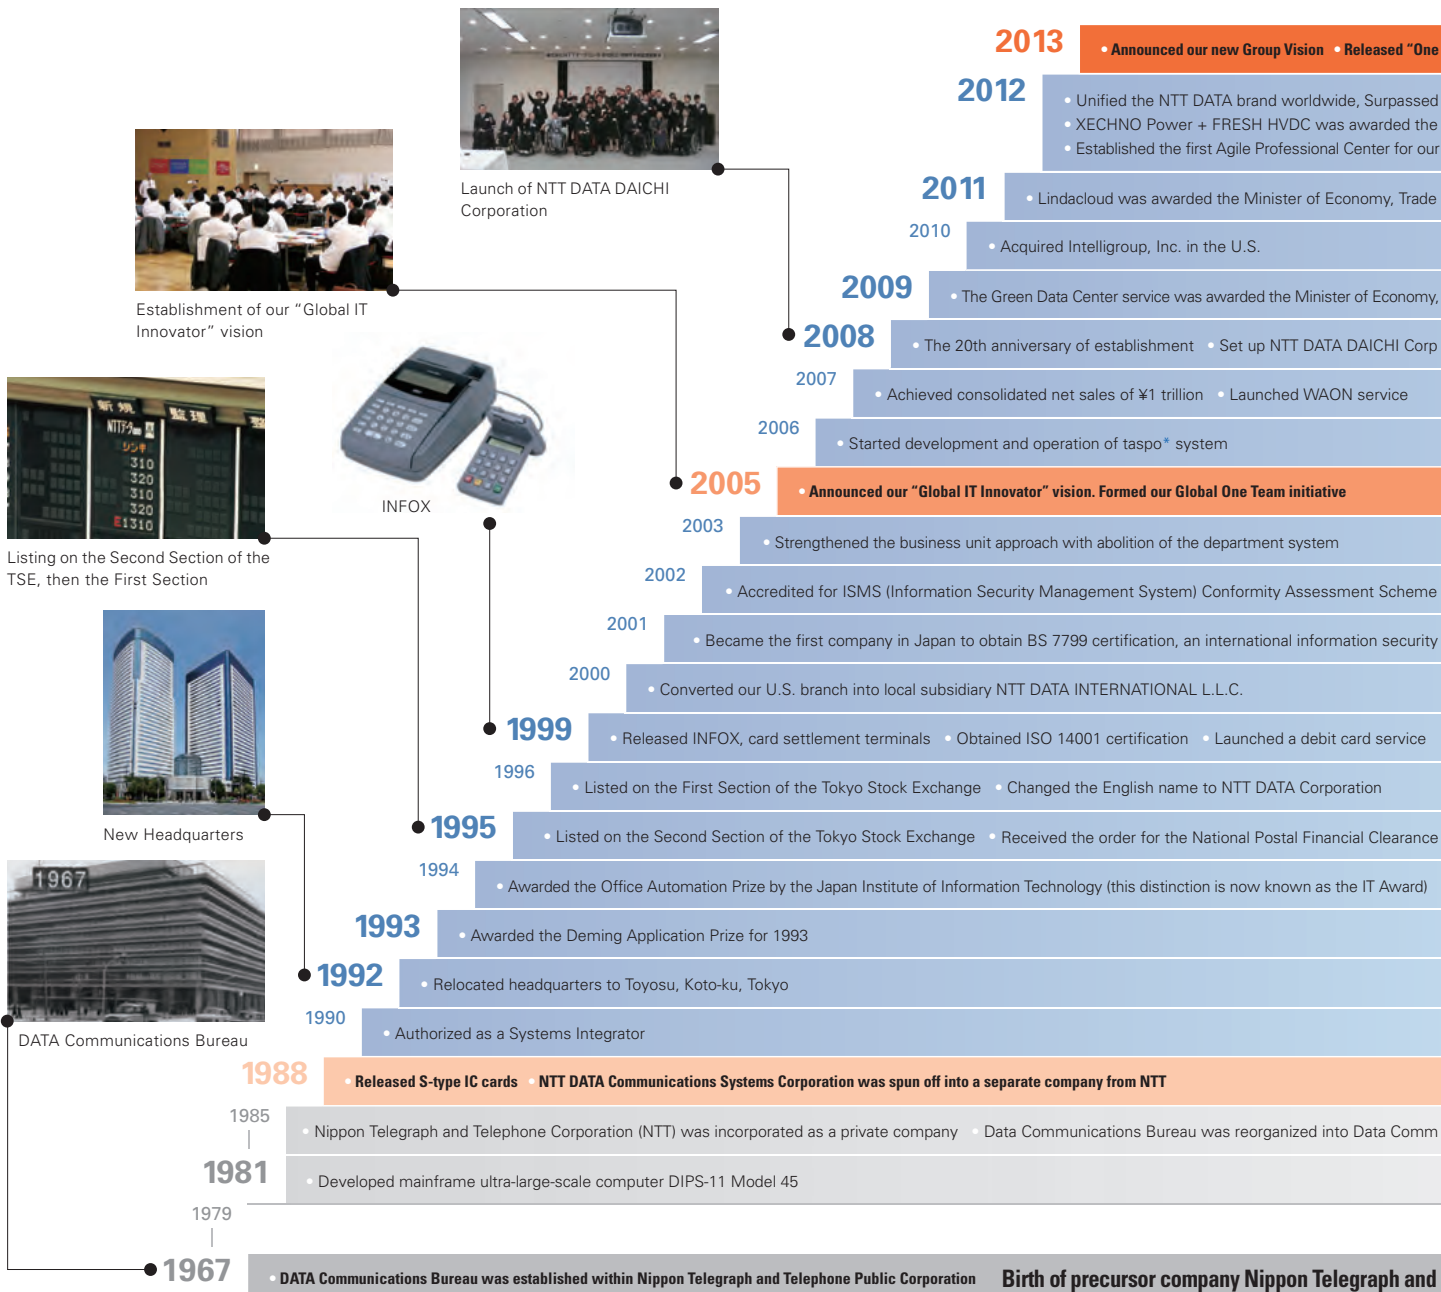 2013
• Announced our new Group Vision • Released "One
2012
• Unified the NTT DATA brand worldwide, Surpassed
• XECHNO Power + FRESH HVDC was awarded the
• Established the first Agile Professional Center for our
Launch of NTT DATA DAICHI
Corporation
2011
• Lindacloud was awarded the Minister of Economy, Trade
2010
• Acquired Intelligroup, Inc. in the U.S.
2009
• The Green Data Center service was awarded the Minister of Economy,
Establishment of our “Global IT
Innovator” vision
2008
• The 20th anniversary of establishment • Set up NTT DATA DAICHI Corp
2007
• Achieved consolidated net sales of ¥1 trillion • Launched WAON service
2006
• Started development and operation of taspo* system
新規 監理
NTTデータ
シンキ
310
320
310
320
E1310
INFOX
2005
• Announced our "Global IT Innovator" vision. Formed our Global One Team initiative
2003
• Strengthened the business unit approach with abolition of the department system
Listing on the Second Section of the
TSE, then the First Section
2002
• Accredited for ISMS (Information Security Management System) Conformity Assessment Scheme
2001
• Became the first company in Japan to obtain BS 7799 certification, an international information security
2000
• Converted our U.S. branch into local subsidiary NTT DATA INTERNATIONAL L.L.C.
1999
• Released INFOX, card settlement terminals • Obtained ISO 14001 certification • Launched a debit card service
1996
• Listed on the First Section of the Tokyo Stock Exchange • Changed the English name to NTT DATA Corporation
New Headquarters
1995
• Listed on the Second Section of the Tokyo Stock Exchange • Received the order for the National Postal Financial Clearance
1994
• Awarded the Office Automation Prize by the Japan Institute of Information Technology (this distinction is now known as the IT Award)
1967
1993
• Awarded the Deming Application Prize for 1993
1992
• Relocated headquarters to Toyosu, Koto-ku, Tokyo
1990
• Authorized as a Systems Integrator
DATA Communications Bureau
1988
• Released S-type IC cards • NTT DATA Communications Systems Corporation was spun off into a separate company from NTT
1985
• Nippon Telegraph and Telephone Corporation (NTT) was incorporated as a private company • Data Communications Bureau was reorganized into Data Comm
1981
• Developed mainframe ultra-large-scale computer DIPS-11 Model 45
1979
1967
• DATA Communications Bureau was established within Nippon Telegraph and Telephone Public Corporation Birth of precursor company Nippon Telegraph and